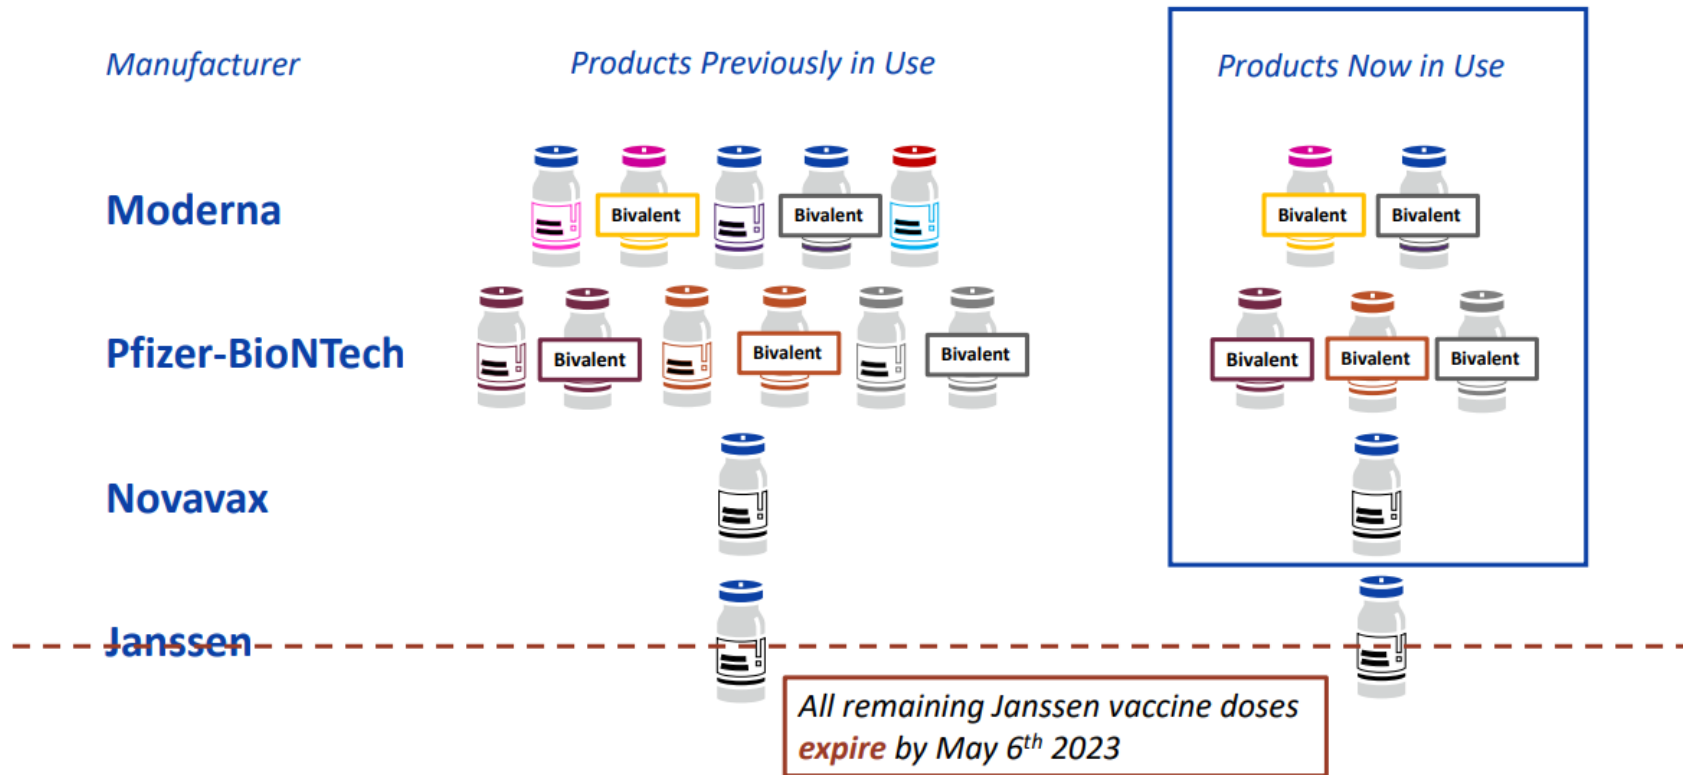 Manufacturer
Products Previously in Use
Products Now in Use
Moderna
Bivalent
Bivalent
Bivalent
Bivalent
Pfizer-BioNTech
Bivalent
Bivalent
Bivalent
Bivalent
Bivalent
Bivalent
Novavax
Janssen
All remaining Janssen vaccine doses
expire by May 6th 2023